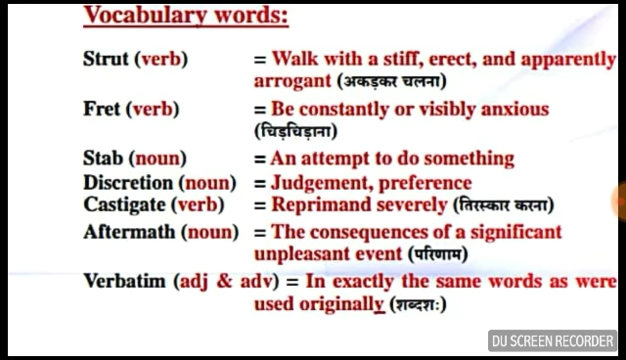 Vocabulary words:
Strut (verb) = Walk with a stiff, erect, and apparently
arrogant (अकड़कर चलना)
Fret (verb) = Be constantly or visibly anxious
(चिड़चिड़ाना)
Stab (noun) = An attempt to do something
Discretion (noun) = Judgement, preference
Castigate (verb) = Reprimand severely (तिरस्कार करना)
Aftermath (noun) = The consequences of a significant
unpleasant event (परिणाम)
Verbatim (adj & adv) = In exactly the same words as were
used originally (शब्दशः)
DU SCREEN RECORDER